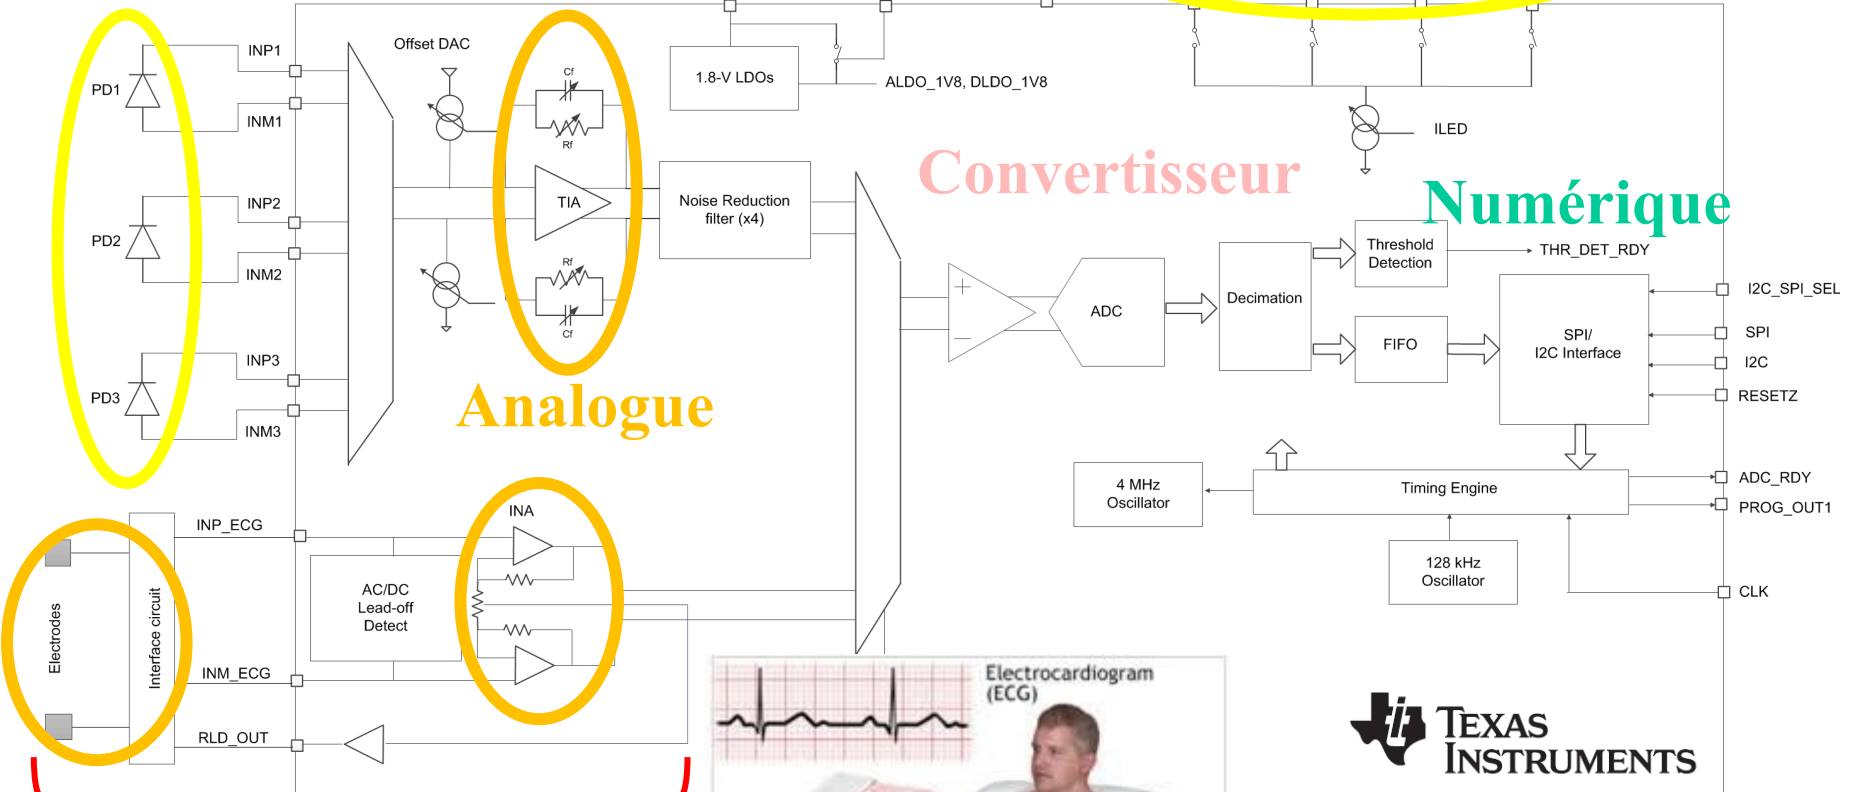 Offset DAC
INP1
PD1
INM1
Cf
Rf
1.8-V LDOs
ALDO_1V8, DLDO_1V8
ILED
Convertisseur
Numérique
INP2
PD2
INM2
TIA
Noise Reduction
filter (x4)
Rf
Cf
Threshold
Detection
THR_DET_RDY
Decimation
ADC
+
−
FIFO
SPI/
I2C Interface
I2C_SPI_SEL
SPI
I2C
RESETZ
INP3
PD3
INM3
Analogue
4 MHz
Oscillator
Timing Engine
ADC_RDY
PROG_OUT1
128 kHz
Oscillator
CLK
INP_ECG
INA
AC/DC
Lead-off
Detect
Electrodes
Interface circuit
INM_ECG
RLD_OUT
Electrocardiogram
(ECG)
TEXAS
INSTRUMENTS